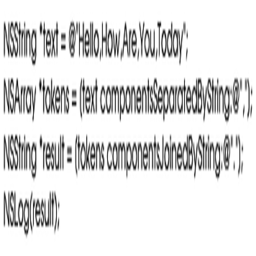 NSString *text = @"Hello,How,Are,You,Today";
NSArray *tokens = (text componentsSeparatedByString:@",");
NSString *result = (tokens componentsJoinedByString:@".");
NSLog(result);